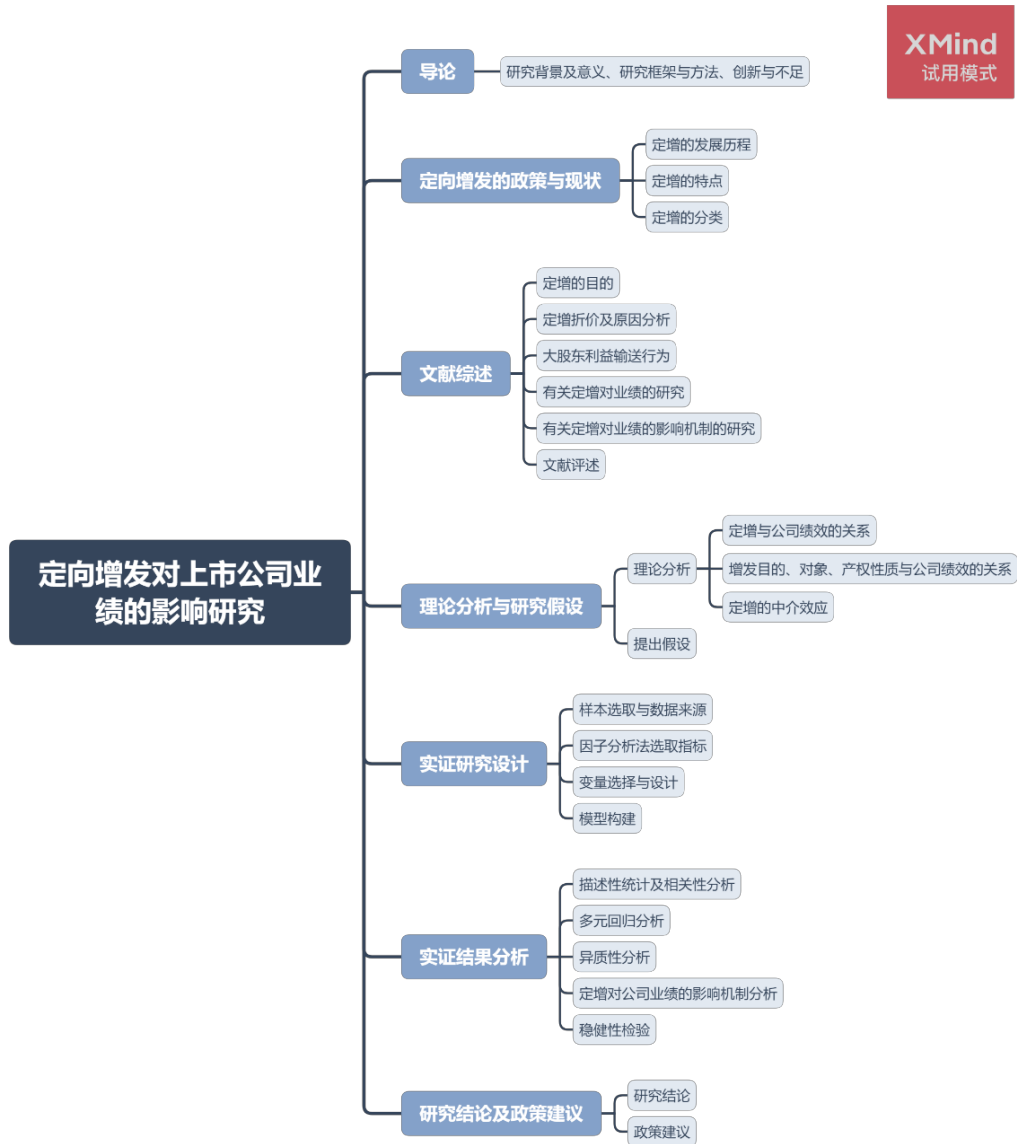 XMind
试用模式
导论
研究背景及意义、研究框架与方法、创新与不足
定向增发的政策与现状
定增的发展历程
定增的特点
定增的分类
文献综述
定增的目的
定增折价及原因分析
大股东利益输送行为
有关定增对业绩的研究
有关定增对业绩的影响机制的研究
文献评述
定向增发对上市公司业
绩的影响研究
理论分析与研究假设
理论分析
定增与公司绩效的关系
增发目的、对象、产权性质与公司绩效的关系
定增的中介效应
提出假设
实证研究设计
样本选取与数据来源
因子分析法选取指标
变量选择与设计
模型构建
实证结果分析
描述性统计及相关性分析
多元回归分析
异质性分析
定增对公司业绩的影响机制分析
稳健性检验
研究结论及政策建议
研究结论
政策建议